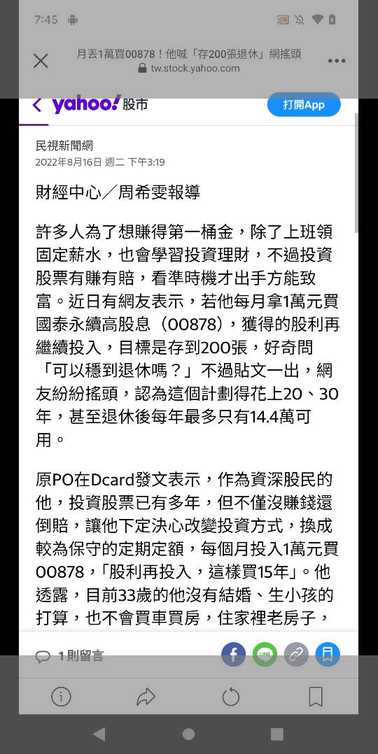 7:45
月丟1萬買00878！他喊「存200張退休」網搖頭
tw.stock.yahoo.com
yahoo! 股市
打開App
民視新聞網
2022年8月16日 週二 下午3:19
財經中心／周希雯報導
許多人為了想賺得第一桶金，除了上班領
固定薪水，也會學習投資理財，不過投資
股票有賺有賠，看準時機才出手方能致
富。近日有網友表示，若他每月拿1萬元買
國泰永續高股息（00878），獲得的股利再
繼續投入，目標是存到200張，好奇問
「可以穩到退休嗎？」不過貼文一出，網
友紛紛搖頭，認為這個計劃得花上20、30
年，甚至退休後每年最多只有14.4萬可
用。
原PO在Dcard發文表示，作為資深股民的
他，投資股票已有多年，但不僅沒賺錢還
倒賠，讓他下定決心改變投資方式，換成
較為保守的定期定額，每個月投入1萬元買
00878，「股利再投入，這樣買15年」。他
透露，目前33歲的他沒有結婚、生小孩的
打算，也不會買車買房，住家裡老房子，
1則留言